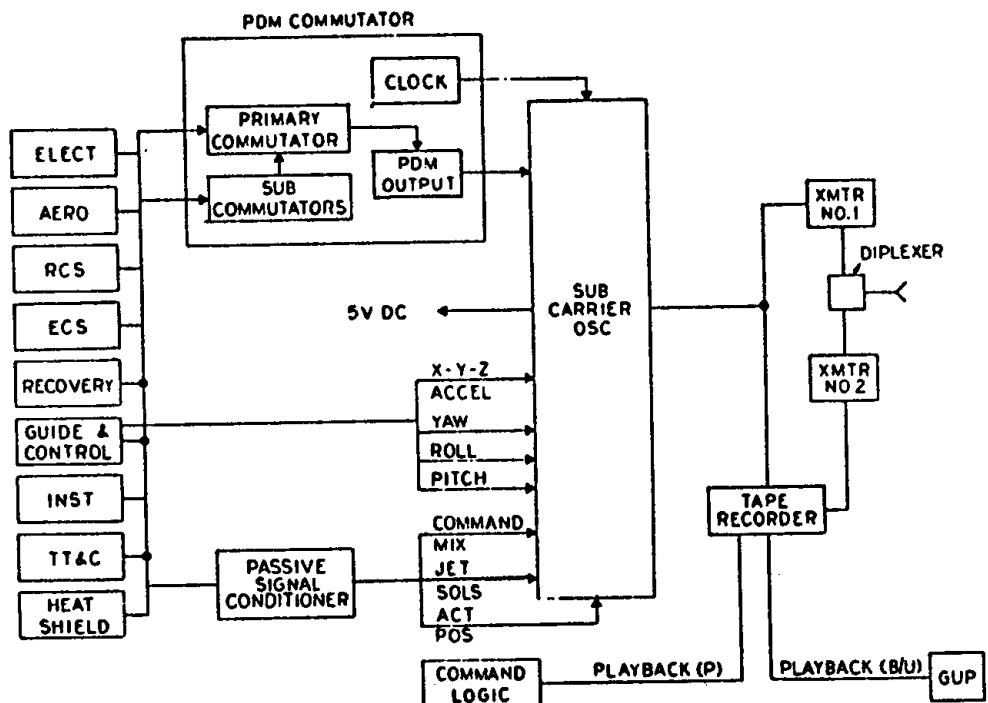 PDM COMMUTATOR
CLOCK
PRIMARY
COMMUTATOR
PDM
OUTPUT
SUB
COMMUTATORS
ELECT
AERO
RCS
ECS
RECOVERY
GUIDE &
CONTROL
INST
TT&C
HEAT
SHIELD
5V DC
X-Y-Z
ACCEL
YAW
ROLL
PITCH
COMMAND
MIX
JET
SOLS
ACT
POS
PASSIVE
SIGNAL
CONDITIONER
SUB
CARRIER
OSC
XMTR
NO.1
DIPLEXER
XMTR
NO.2
TAPE
RECORDER
COMMAND
LOGIC
PLAYBACK (P)
PLAYBACK (B/U)
GUP